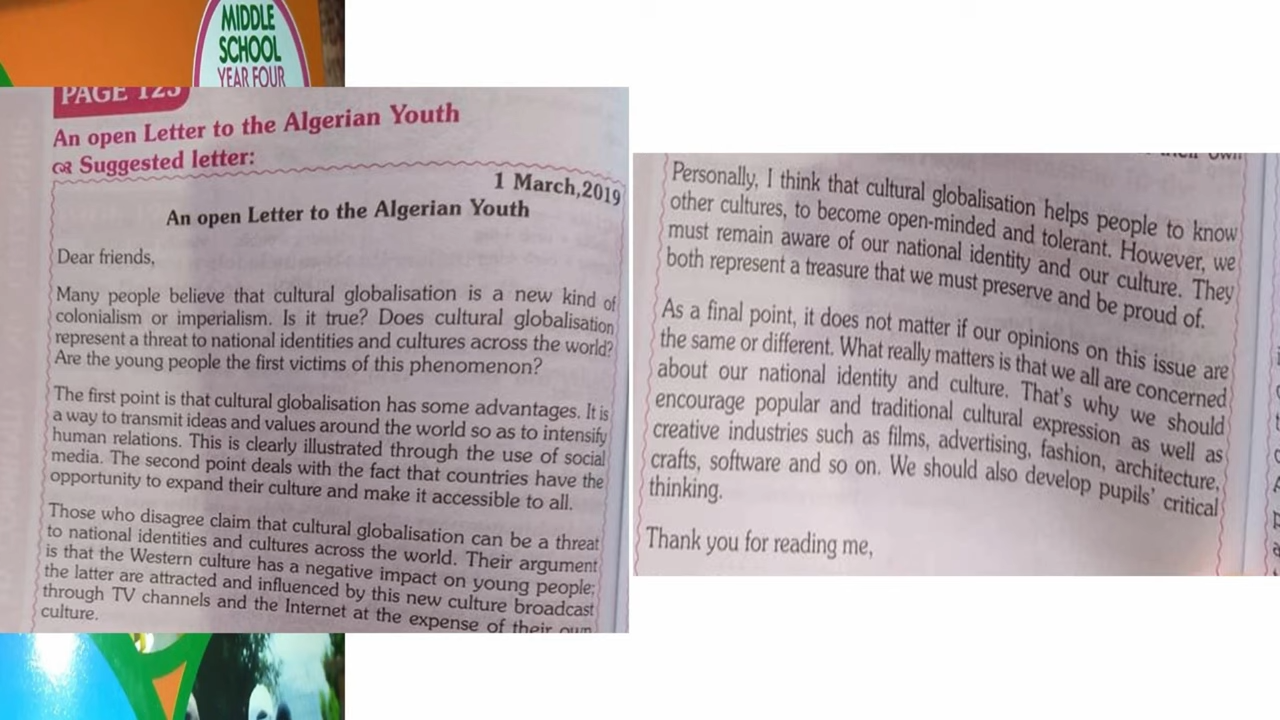 MIDDLE
SCHOOL
YEAR FOUR
PAGE 123
An open Letter to the Algerian Youth
Suggested letter:
1 March,2019
An open Letter to the Algerian Youth
Dear friends,
Many people believe that cultural globalisation is a new kind of
colonialism or imperialism. Is it true? Does cultural globalisation
represent a threat to national identities and cultures across the world?
Are the young people the first victims of this phenomenon?
The first point is that cultural globalisation has some advantages. It is
a way to transmit ideas and values around the world so as to intensify
human relations. This is clearly illustrated through the use of social
media. The second point deals with the fact that countries have the
opportunity to expand their culture and make it accessible to all.
Those who disagree claim that cultural globalisation can be a threat
to national identities and cultures across the world. Their argument
is that the Western culture has a negative impact on young people;
the latter are attracted and influenced by this new culture broadcast
through TV channels and the Internet at the expense of their own
culture.
own
Personally, I think that cultural globalisation helps people to know
other cultures, to become open-minded and tolerant. However, we
must remain aware of our national identity and our culture. They
both represent a treasure that we must preserve and be proud of.
As a final point, it does not matter if our opinions on this issue are
the same or different. What really matters is that we all are concerned
about our national identity and culture. That's why we should
encourage popular and traditional cultural expression as well as
creative industries such as films, advertising, fashion, architecture,
crafts, software and so on. We should also develop pupils' critical
thinking.
Thank you for reading me,